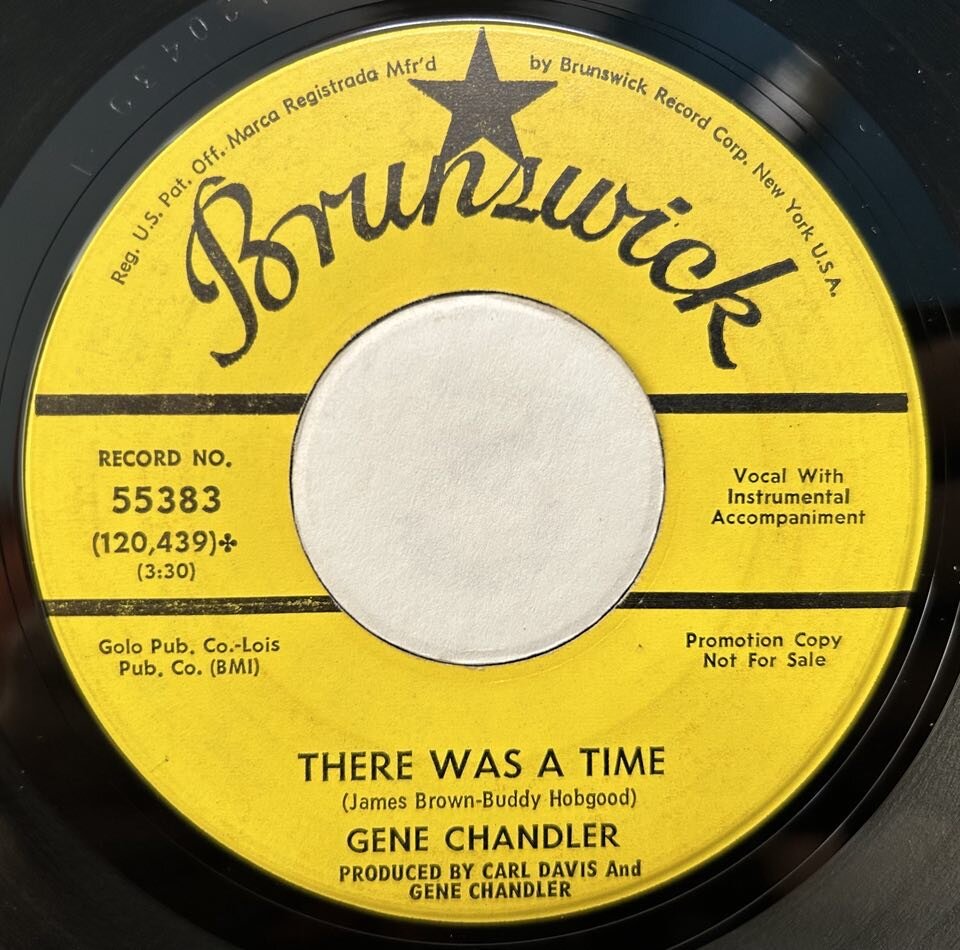 Reg. U.S. Pat. Off. Marca Registrada Mfr'd by Brunswick Record Corp. New York U.S.A.
Brunswick
RECORD NO.
55383
(120,439)✣
(3:30)
Vocal With
Instrumental
Accompaniment
Golo Pub. Co.-Lois
Pub. Co. (BMI)
Promotion Copy
Not For Sale
THERE WAS A TIME
(James Brown-Buddy Hobgood)
GENE CHANDLER
PRODUCED BY CARL DAVIS And
GENE CHANDLER